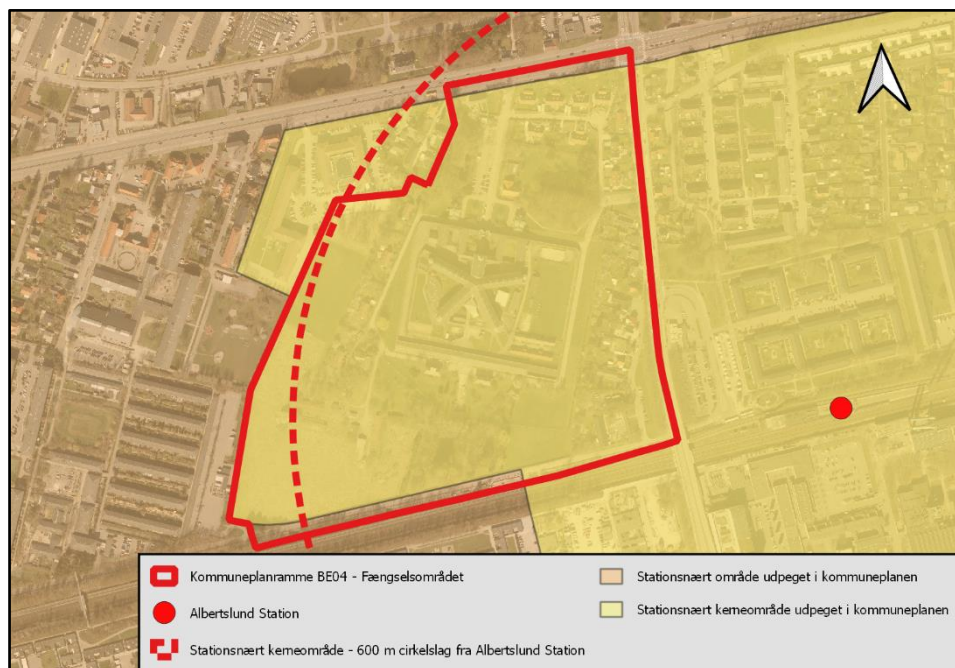 Kommuneplanramme BE04 - Fængselsområdet
Albertslund Station
Stationsnært kerneområde - 600 m cirkelslag fra Albertslund Station
Stationsnært område udpeget i kommuneplanen
Stationsnært kerneområde udpeget i kommuneplanen